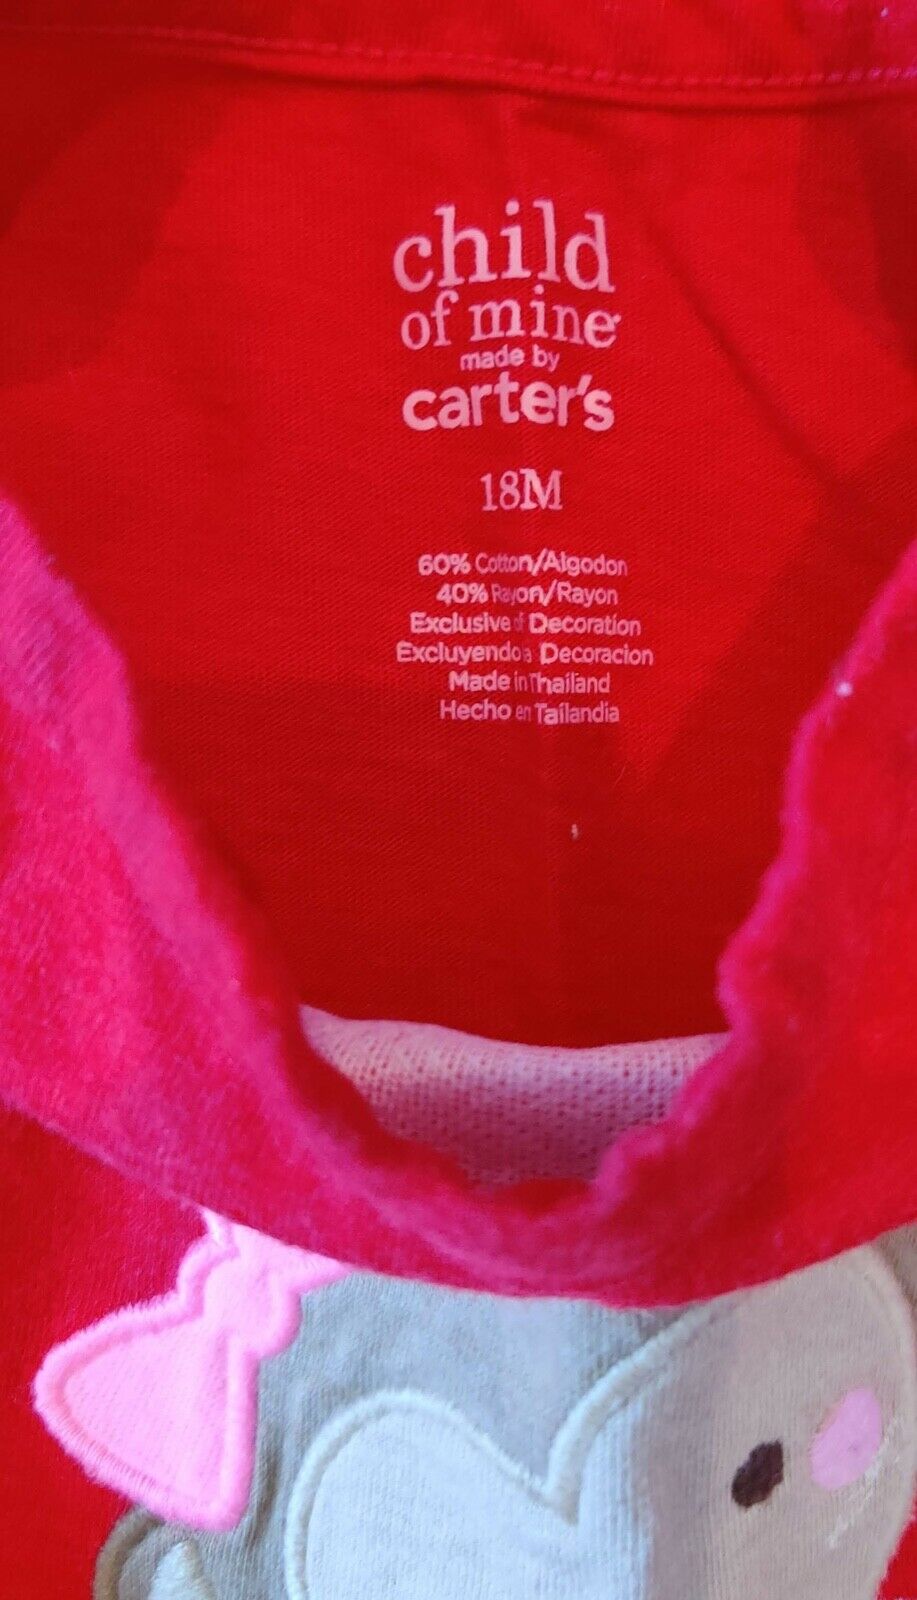 child
of mine
made by
carter's
18M
60% Cotton/Algodon
40% Rayon/Rayon
Exclusive of Decoration
Excluyendo a Decoracion
Made in Thailand
Hecho en Tailandia